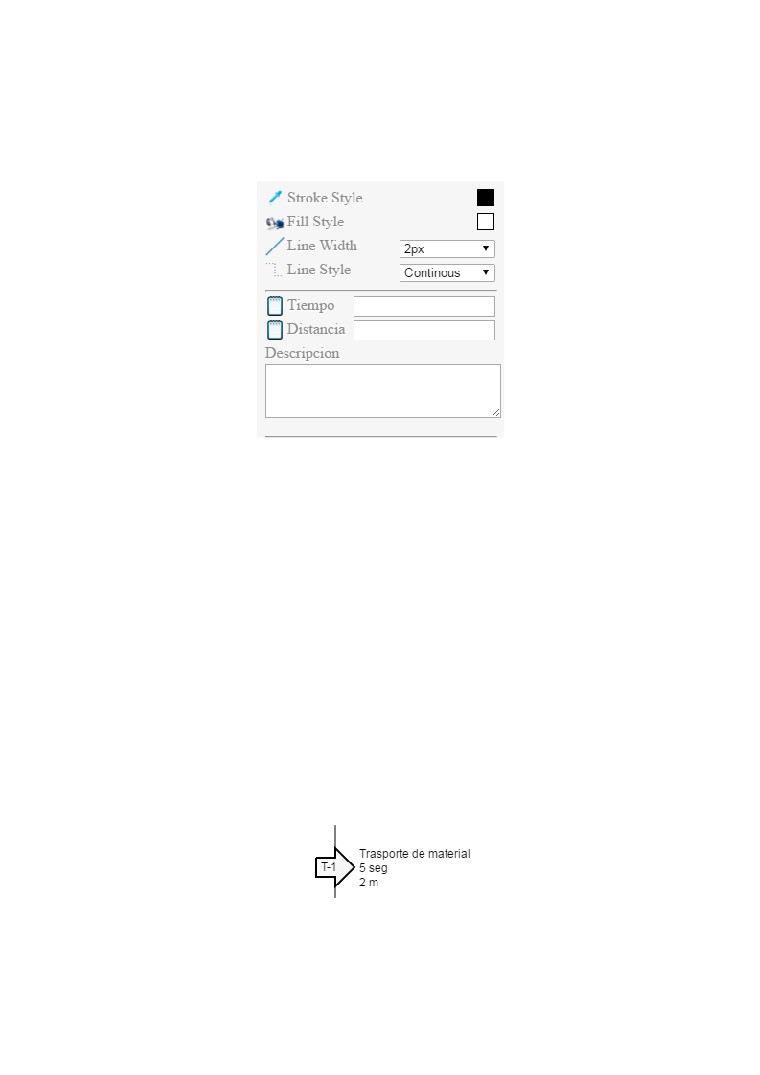 Stroke Style
Fill Style
Line Width 2px
Line Style Continous
Tiempo
Distancia
Descripcion
T-1
Trasporte de material
5 seg
2 m